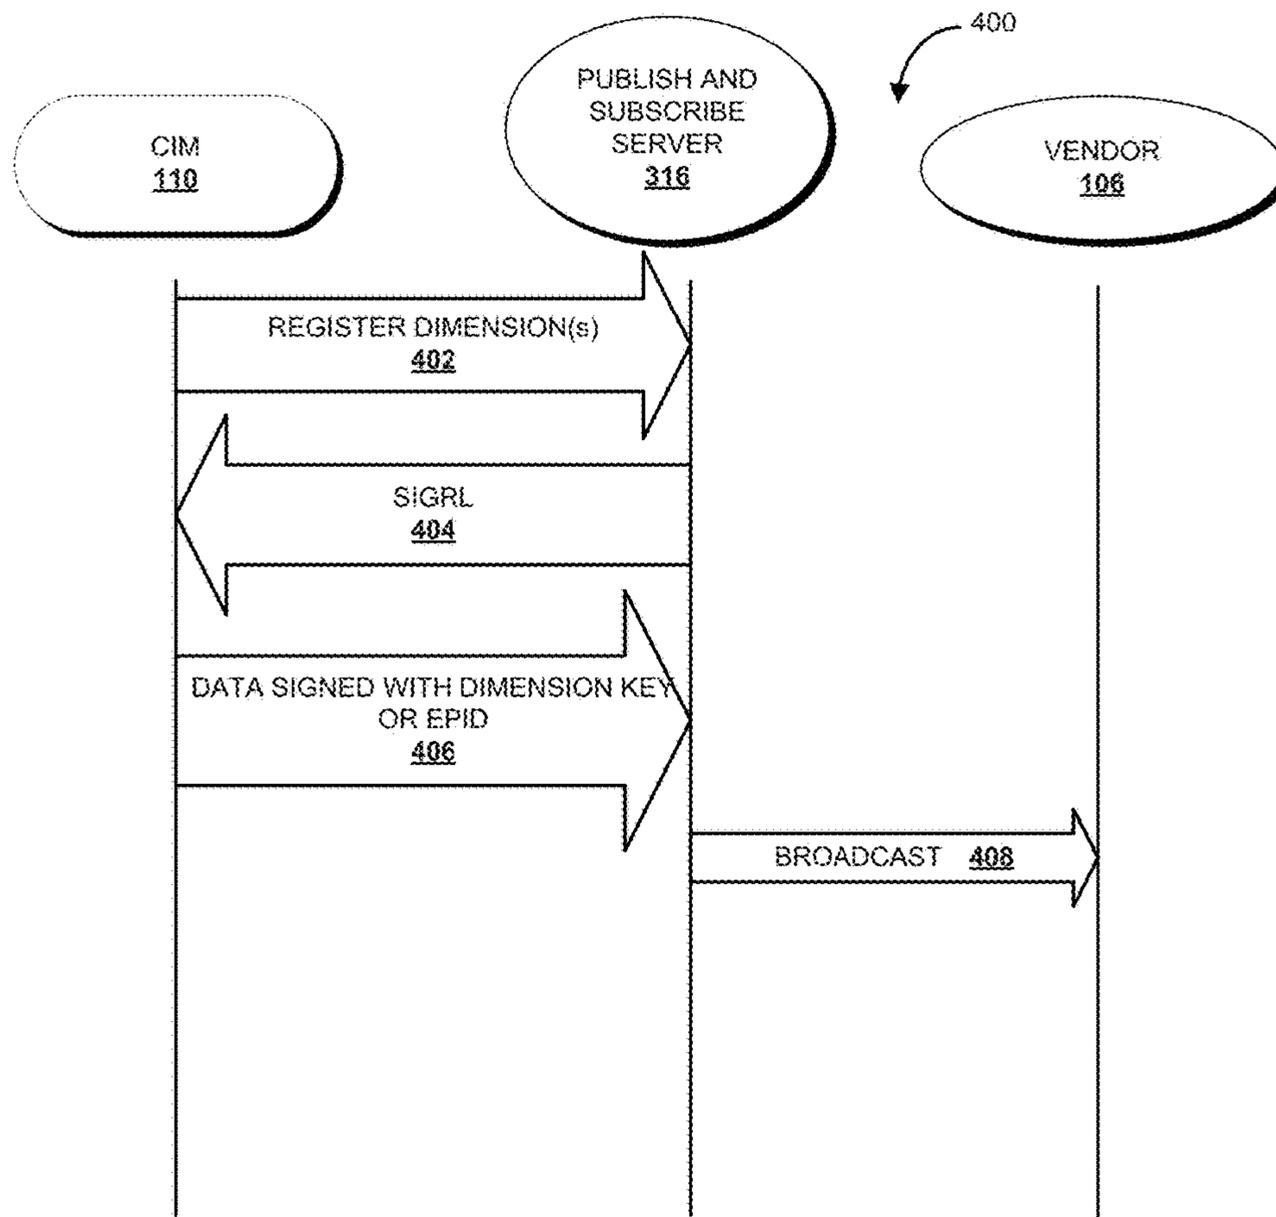 400
PUBLISH AND
SUBSCRIBE
SERVER
316
CIM
110
VENDOR
106
REGISTER DIMENSION(s)
402
SIGRL
404
DATA SIGNED WITH DIMENSION KEY
OR EPID
406
BROADCAST 408